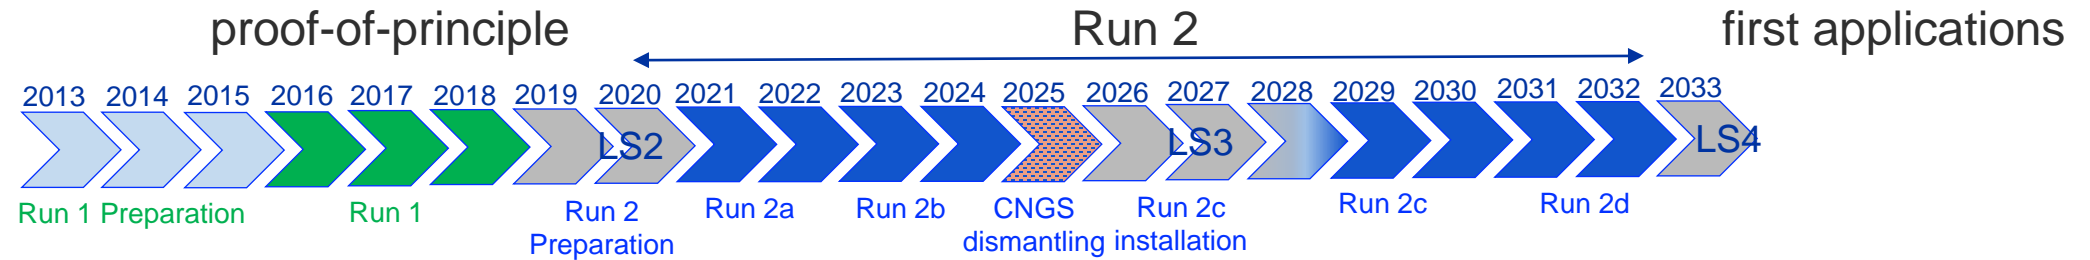 proof-of-principle Run 2 first applications
2013 2014 2015 2016 2017 2018 2019 2020 2021 2022 2023 2024 2025 2026 2027 2028 2029 2030 2031 2032 2033
LS2 LS3 LS4
Run 1 Preparation Run 1 Run 2 Run 2a Run 2b CNGS Run 2c Run 2c Run 2d
Preparation dismantling installation